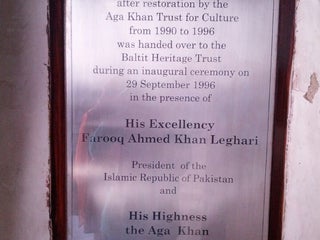 after restoration by the
Aga Khan Trust for Culture
from 1990 to 1996
was handed over to the
Baltit Heritage Trust
during an inaugural ceremony on
29 September 1996
in the presence of
His Excellency
Farooq Ahmed Khan Leghari
President of the
Islamic Republic of Pakistan
and
His Highness
the Aga Khan